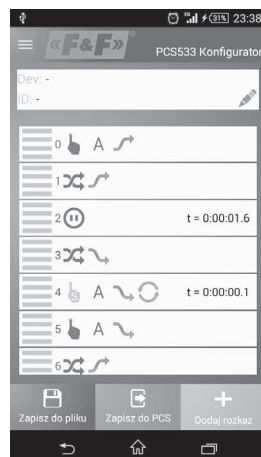 3G 31% 23:38
«F&F»® PCS533 Konfigurator
Dev: -
ID: -
0 A
1
2 t = 0:00:01.6
3
4 S A t = 0:00:00.1
5 A
6
Zapisz do pliku Zapisz do PCS Dodaj rozkaz